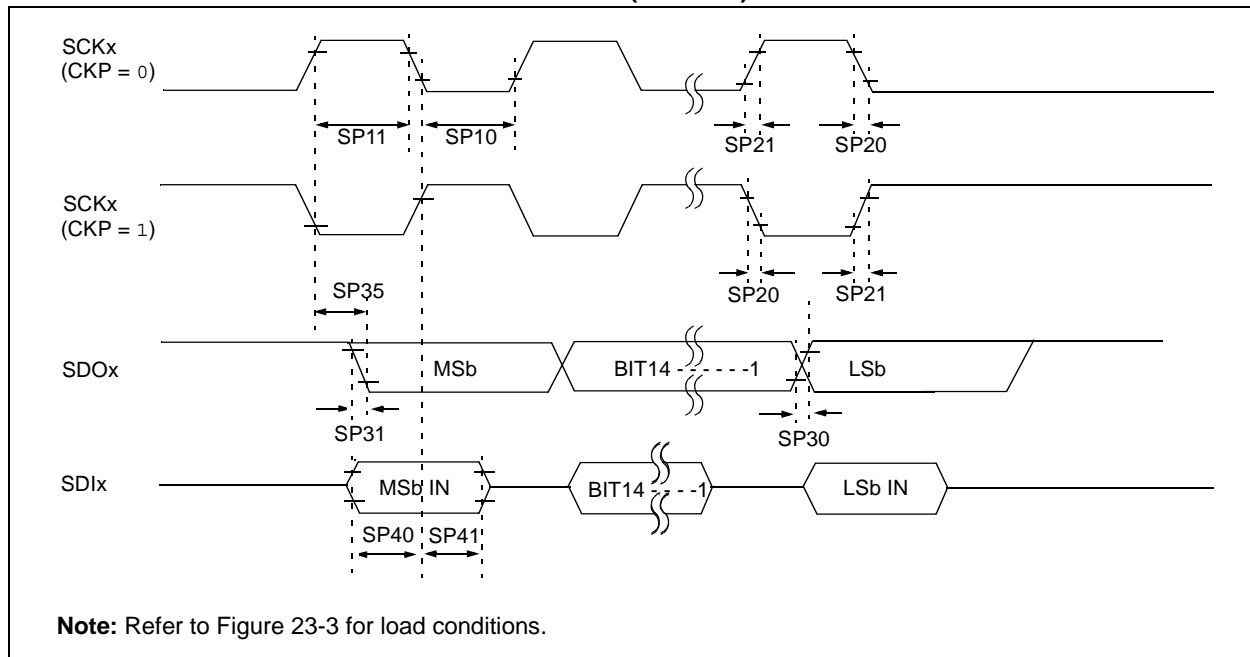 SCKx
(CKP = 0)
SP11
SP10
SP21
SP20
SCKx
(CKP = 1)
SP35
SP20
SP21
SDOx
MSb
BIT14 - - - - - - -1
LSb
SP31
SP30
SDIx
MSb IN
BIT14 - - - - -1
LSb IN
SP40
SP41
Note: Refer to Figure 23-3 for load conditions.